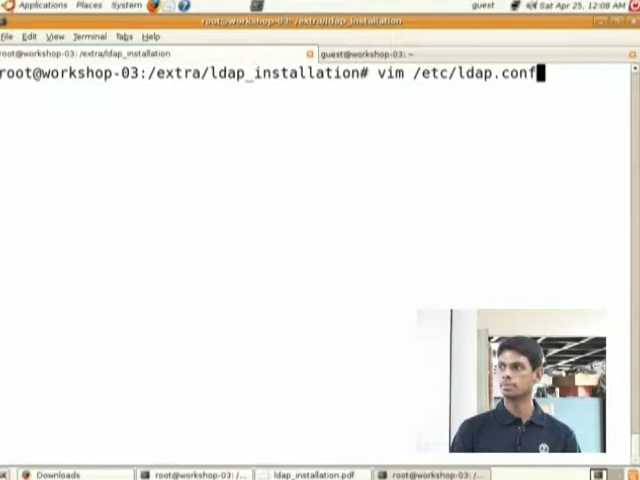 Applications Places System guest Sat Apr 25, 12:08 AM
root@workshop-03: /extra/ldap_installation
File Edit View Terminal Tabs Help
root@workshop-03: /extra/ldap_installation guest@workshop-03: ~
root@workshop-03:/extra/ldap_installation# vim /etc/ldap.conf
Downloads root@workshop-03: /... ldap_installation.pdf root@workshop-03: /...